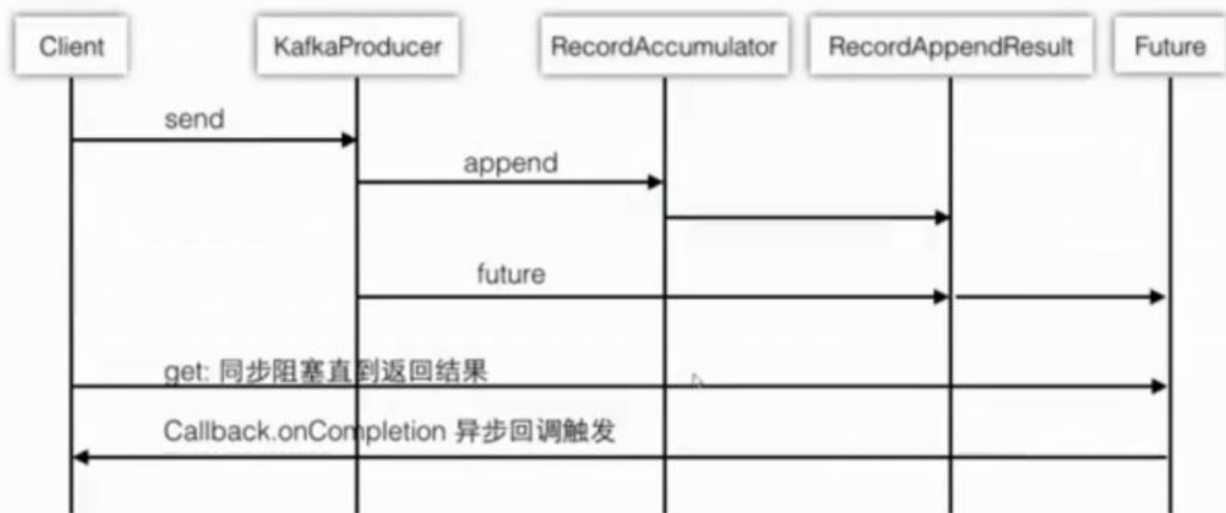 Client
KafkaProducer
RecordAccumulator
RecordAppendResult
Future
send
append
future
get: 同步阻塞直到返回结果
Callback.onCompletion 异步回调触发